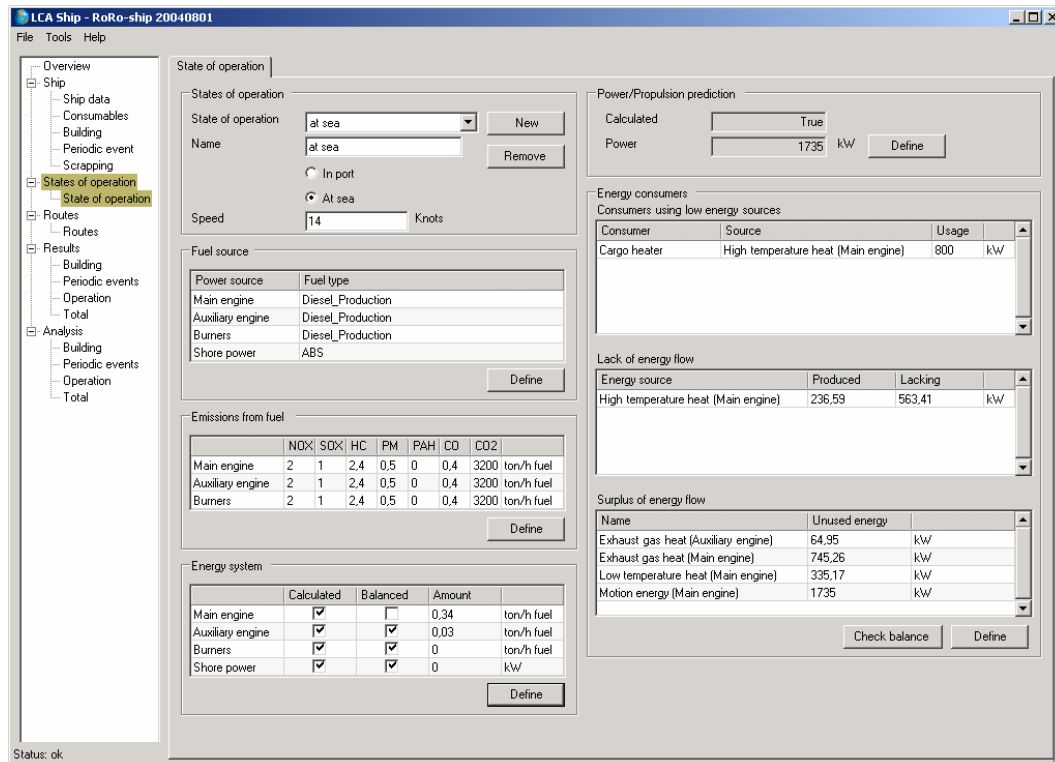 LCA Ship - RoRo-ship 20040801
File Tools Help
Overview
Ship
Ship data
Consumables
Building
Periodic event
Scrapping
States of operation
State of operation
Routes
Routes
Results
Building
Periodic events
Operation
Total
Analysis
Building
Periodic events
Operation
Total
State of operation
States of operation
State of operation at sea New
Name at sea Remove
In port
At sea
Speed 14 Knots
Fuel source
Power source Fuel type
Main engine Diesel_Production
Auxiliary engine Diesel_Production
Burners Diesel_Production
Shore power ABS
Define
Emissions from fuel
NOX SOX HC PM PAH CO CO2
Main engine 2 1 2,4 0,5 0 0,4 3200 ton/h fuel
Auxiliary engine 2 1 2,4 0,5 0 0,4 3200 ton/h fuel
Burners 2 1 2,4 0,5 0 0,4 3200 ton/h fuel
Define
Energy system
Calculated Balanced Amount
Main engine 0,34 ton/h fuel
Auxiliary engine 0,03 ton/h fuel
Burners 0 ton/h fuel
Shore power 0 kW
Define
Power/Propulsion prediction
Calculated True
Power 1735 kW Define
Energy consumers
Consumers using low energy sources
Consumer Source Usage
Cargo heater High temperature heat (Main engine) 800 kW
Lack of energy flow
Energy source Produced Lacking
High temperature heat (Main engine) 236,59 563,41 kW
Surplus of energy flow
Name Unused energy
Exhaust gas heat (Auxiliary engine) 64,95 kW
Exhaust gas heat (Main engine) 745,26 kW
Low temperature heat (Main engine) 335,17 kW
Motion energy (Main engine) 1735 kW
Check balance Define
Status: ok